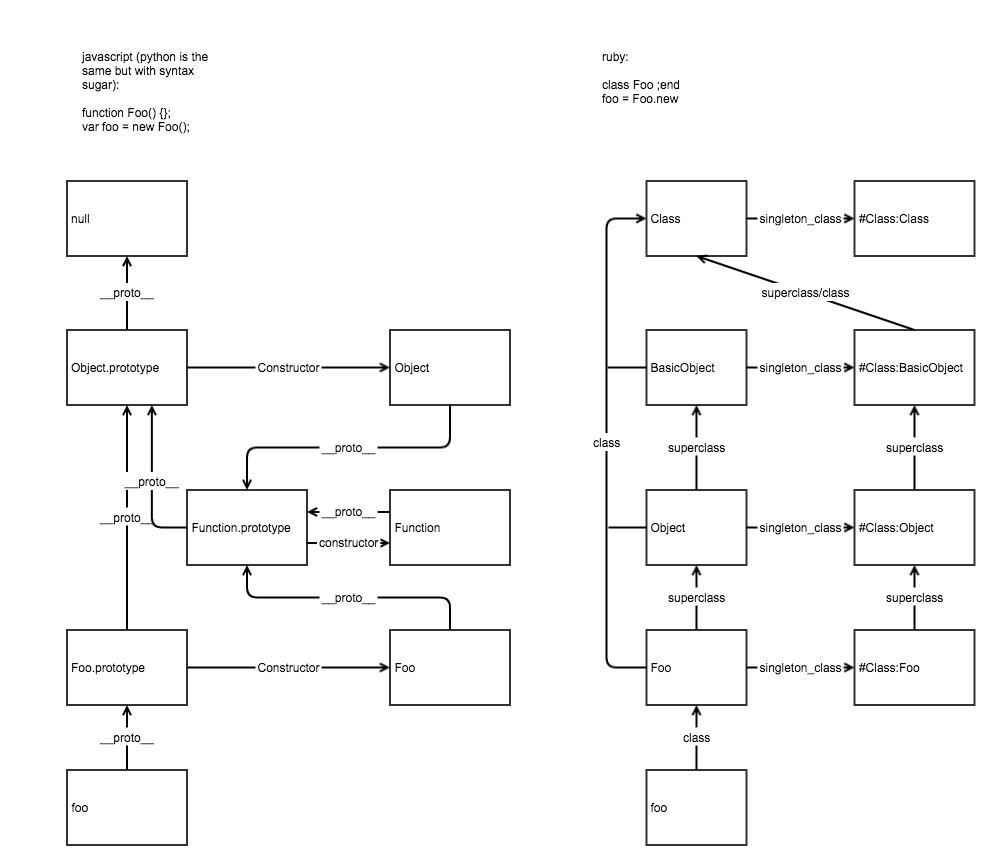 javascript (python is the
same but with syntax
sugar):
function Foo() {};
var foo = new Foo();
null
__proto__
Object.prototype
Constructor
Object
__proto__
__proto__
__proto__
Function.prototype
__proto__
constructor
Function
__proto__
Foo.prototype
Constructor
Foo
__proto__
foo
ruby:
class Foo ;end
foo = Foo.new
Class
singleton_class
#Class:Class
superclass/class
BasicObject
singleton_class
#Class:BasicObject
class
superclass
superclass
Object
singleton_class
#Class:Object
superclass
superclass
Foo
singleton_class
#Class:Foo
class
foo